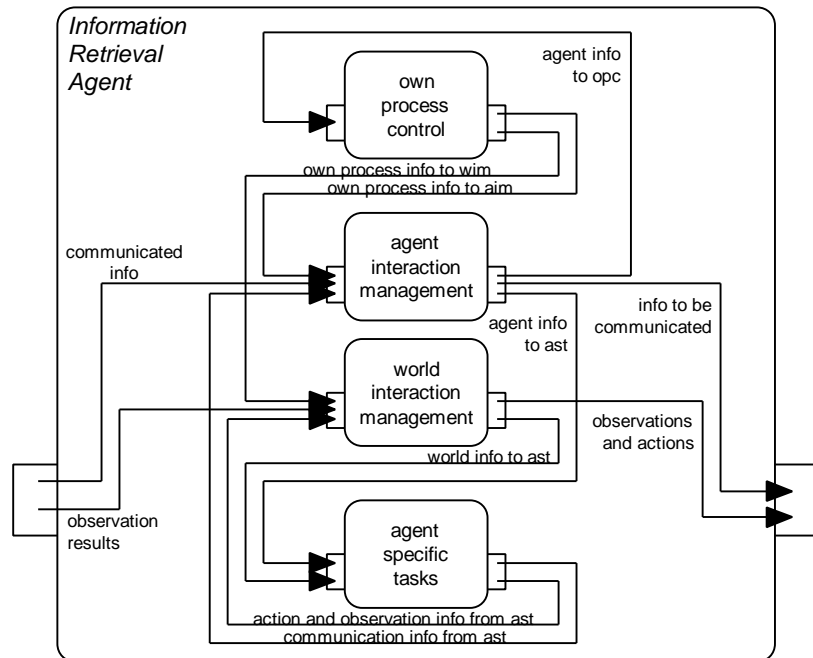 Information
Retrieval
Agent
agent info
to opc
own
process
control
own process info to wim
own process info to aim
communicated
info
agent
interaction
management
info to be
communicated
agent info
to ast
world
interaction
management
observations
and actions
world info to ast
observation
results
agent
specific
tasks
action and observation info from ast
communication info from ast